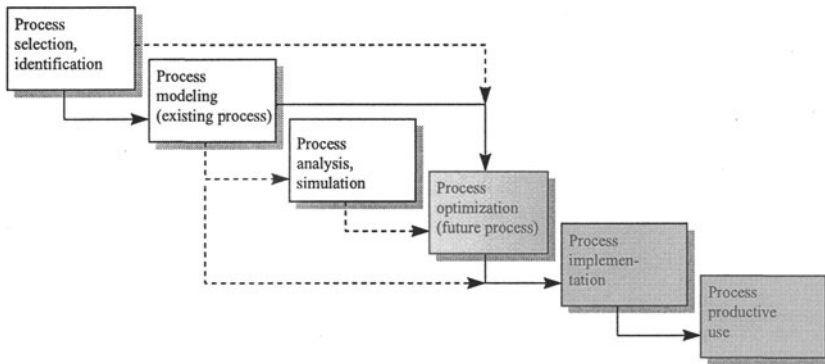 Process
selection,
identification
Process
modeling
(existing process)
Process
analysis,
simulation
Process
optimization
(future process)
Process
implemen-
tation
Process
productive
use